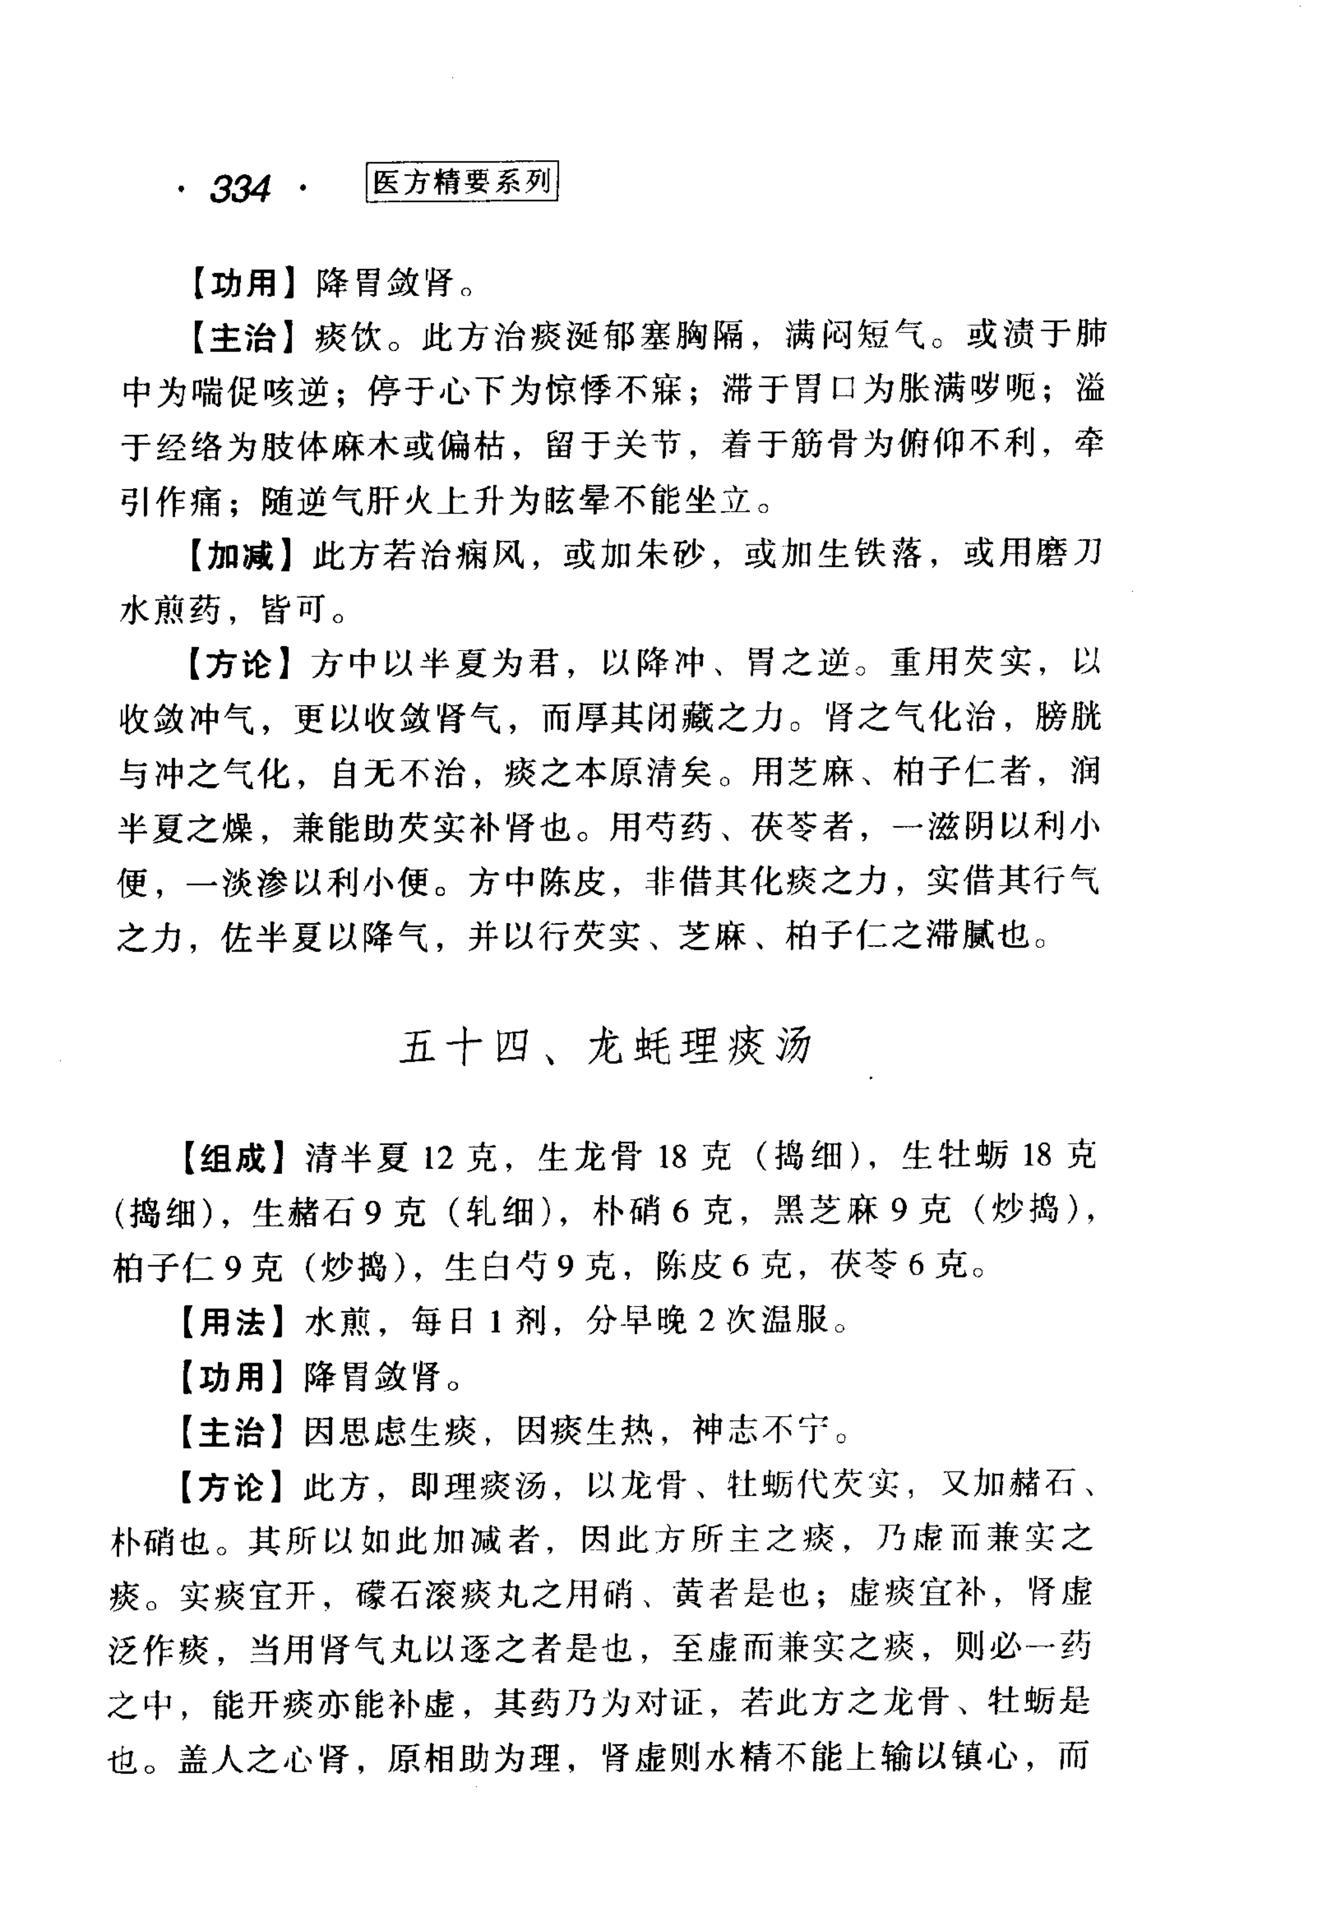 · 334 · 医方精要系列
【功用】降胃敛肾。
【主治】痰饮。此方治痰涎郁塞胸隔，满闷短气。或渍于肺
中为喘促咳逆；停于心下为惊悸不寐；滞于胃口为胀满哕呃；溢
于经络为肢体麻木或偏枯，留于关节，着于筋骨为俯仰不利，牵
引作痛；随逆气肝火上升为眩晕不能坐立。
【加减】此方若治痫风，或加朱砂，或加生铁落，或用磨刀
水煎药，皆可。
【方论】方中以半夏为君，以降冲、胃之逆。重用芡实，以
收敛冲气，更以收敛肾气，而厚其闭藏之力。肾之气化治，膀胱
与冲之气化，自无不治，痰之本原清矣。用芝麻、柏子仁者，润
半夏之燥，兼能助芡实补肾也。用芍药、茯苓者，一滋阴以利小
便，一淡渗以利小便。方中陈皮，非借其化痰之力，实借其行气
之力，佐半夏以降气，并以行芡实、芝麻、柏子仁之滞腻也。
五十四、龙蚝理痰汤
【组成】清半夏 12 克，生龙骨 18 克（捣细），生牡蛎 18 克
（捣细），生赭石 9 克（轧细），朴硝 6 克，黑芝麻 9 克（炒捣），
柏子仁 9 克（炒捣），生白芍 9 克，陈皮 6 克，茯苓 6 克。
【用法】水煎，每日 1 剂，分早晚 2 次温服。
【功用】降胃敛肾。
【主治】因思虑生痰，因痰生热，神志不宁。
【方论】此方，即理痰汤，以龙骨、牡蛎代芡实，又加赭石、
朴硝也。其所以如此加减者，因此方所主之痰，乃虚而兼实之
痰。实痰宜开，礞石滚痰丸之用硝、黄者是也；虚痰宜补，肾虚
泛作痰，当用肾气丸以逐之者是也，至虚而兼实之痰，则必一药
之中，能开痰亦能补虚，其药乃为对证，若此方之龙骨、牡蛎是
也。盖人之心肾，原相助为理，肾虚则水精不能上输以镇心，而